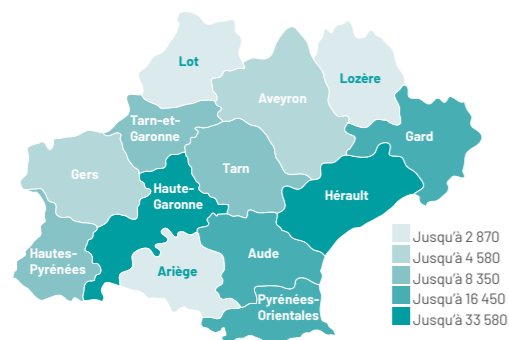 Lot
Lozère
Aveyron
Tarn-et-
Garonne
Gard
Gers
Tarn
Haute-
Garonne
Hérault
Hautes-
Pyrénées
Ariège
Aude
Pyrénées-
Orientales
Jusqu'à 2 870
Jusqu'à 4 580
Jusqu'à 8 350
Jusqu'à 16 450
Jusqu'à 33 580